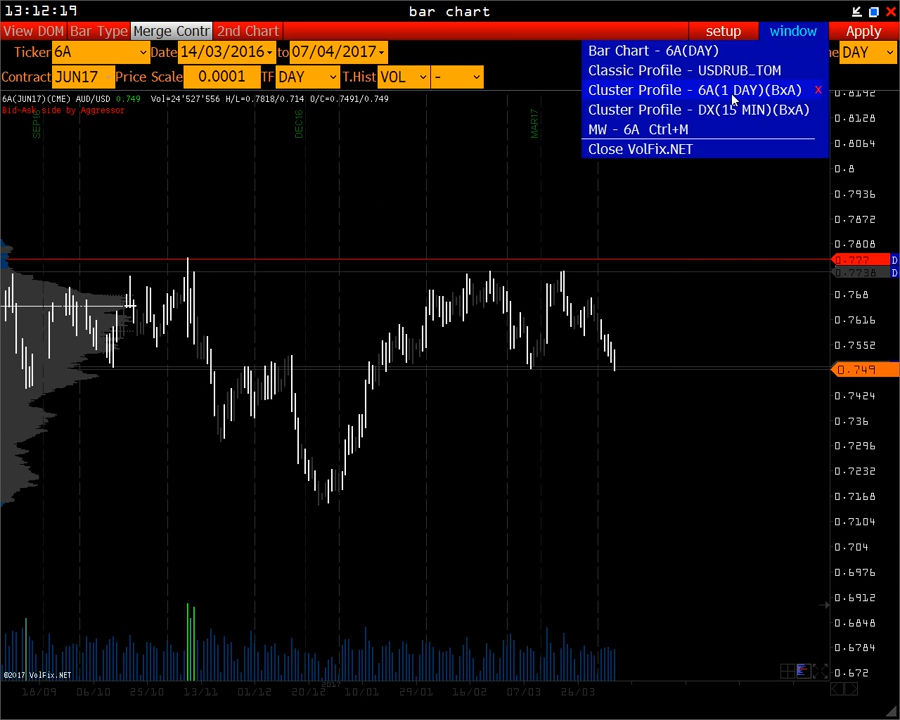 13:12:19 bar chart
View DOM Bar Type Merge Contr 2nd Chart setup window Apply
Ticker 6A Date 14/03/2016 to 07/04/2017 DAY
Contract JUN17 Price Scale 0.0001 TF DAY T.Hist VOL -
Bar Chart - 6A(DAY)
Classic Profile - USDRUB_TOM
Cluster Profile - 6A(1 DAY)(BxA) x
Cluster Profile - DX(15 MIN)(BxA)
MW - 6A Ctrl+M
Close VolFix.NET
6A(JUN17)(CME) AUD/USD 0.749 Vol=24'527'556 H/L=0.7818/0.714 O/C=0.7491/0.749
Bid-Ask side by Aggressor
DEC16
MAR17
0.8192
0.8128
0.8064
0.8
0.7936
0.7872
0.7808
0.777 D
0.7738 D
0.768
0.7616
0.7552
0.749
0.7424
0.736
0.7296
0.7232
0.7168
0.7104
0.704
0.6976
0.6912
0.6848
0.6784
0.672
©2017 VolFix.NET
18/09 06/10 25/10 13/11 01/12 20/12 2017 10/01 29/01 16/02 07/03 26/03